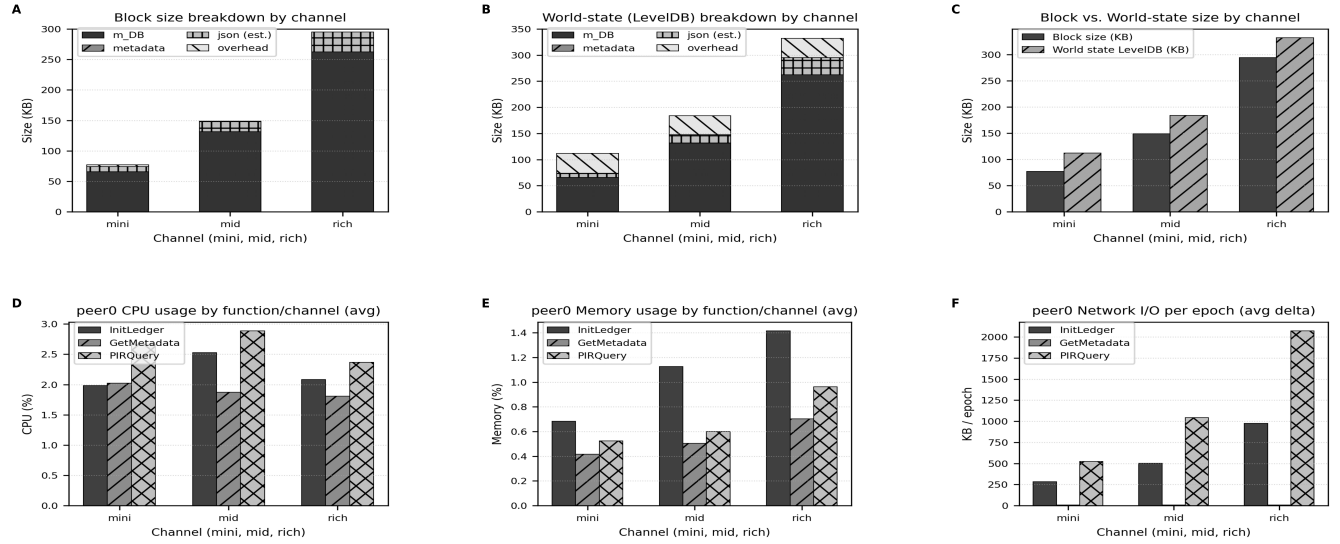 A
Block size breakdown by channel
m_DB
metadata
json (est.)
overhead
Size (KB)
300
250
200
150
100
50
0
mini
mid
rich
Channel (mini, mid, rich)
B
World-state (LevelDB) breakdown by channel
m_DB
metadata
json (est.)
overhead
Size (KB)
350
300
250
200
150
100
50
0
mini
mid
rich
Channel (mini, mid, rich)
C
Block vs. World-state size by channel
Block size (KB)
World state LevelDB (KB)
Size (KB)
350
300
250
200
150
100
50
0
mini
mid
rich
Channel (mini, mid, rich)
D
peer0 CPU usage by function/channel (avg)
InitLedger
GetMetadata
PIRQuery
CPU (%)
3.0
2.5
2.0
1.5
1.0
0.5
0.0
mini
mid
rich
Channel (mini, mid, rich)
E
peer0 Memory usage by function/channel (avg)
InitLedger
GetMetadata
PIRQuery
Memory (%)
1.4
1.2
1.0
0.8
0.6
0.4
0.2
0.0
mini
mid
rich
Channel (mini, mid, rich)
F
peer0 Network I/O per epoch (avg delta)
InitLedger
GetMetadata
PIRQuery
KB / epoch
2000
1750
1500
1250
1000
750
500
250
0
mini
mid
rich
Channel (mini, mid, rich)